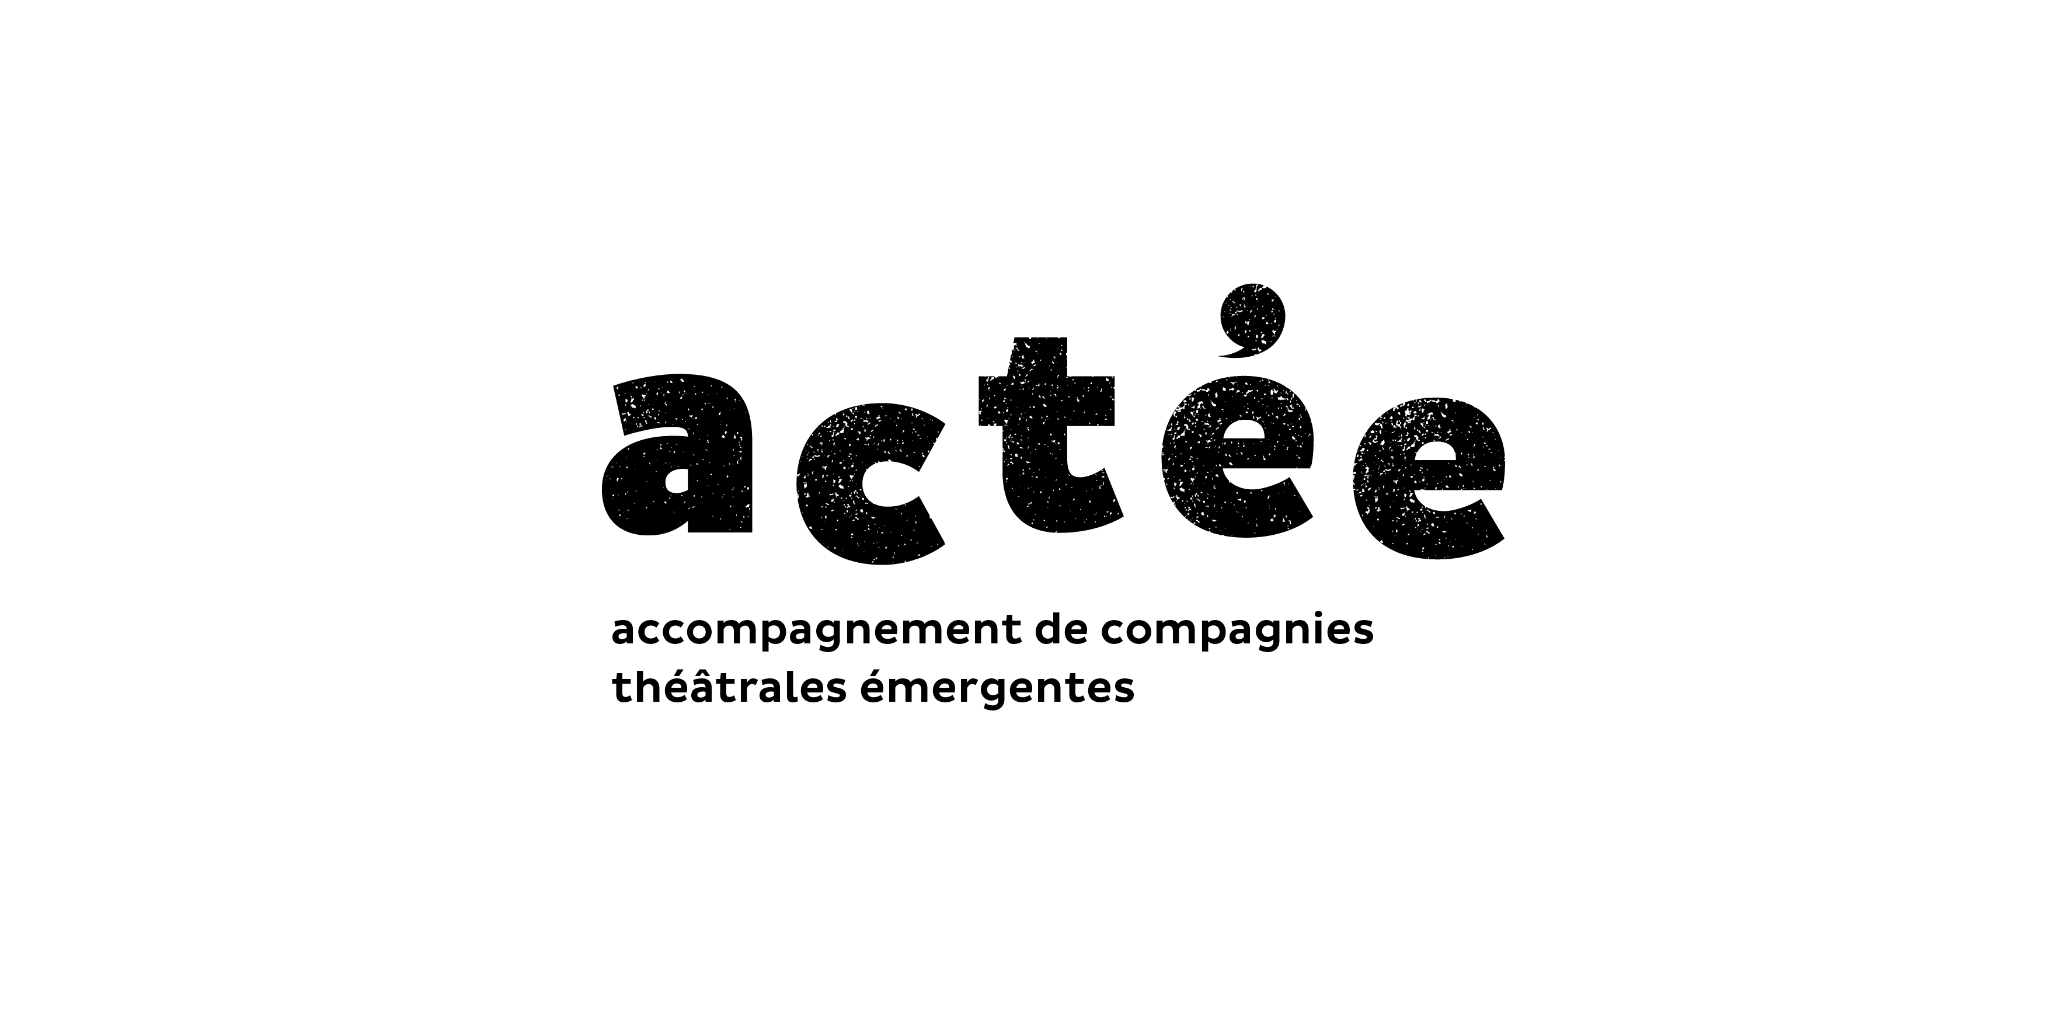 actée
accompagnement de compagnies
théâtrales émergentes